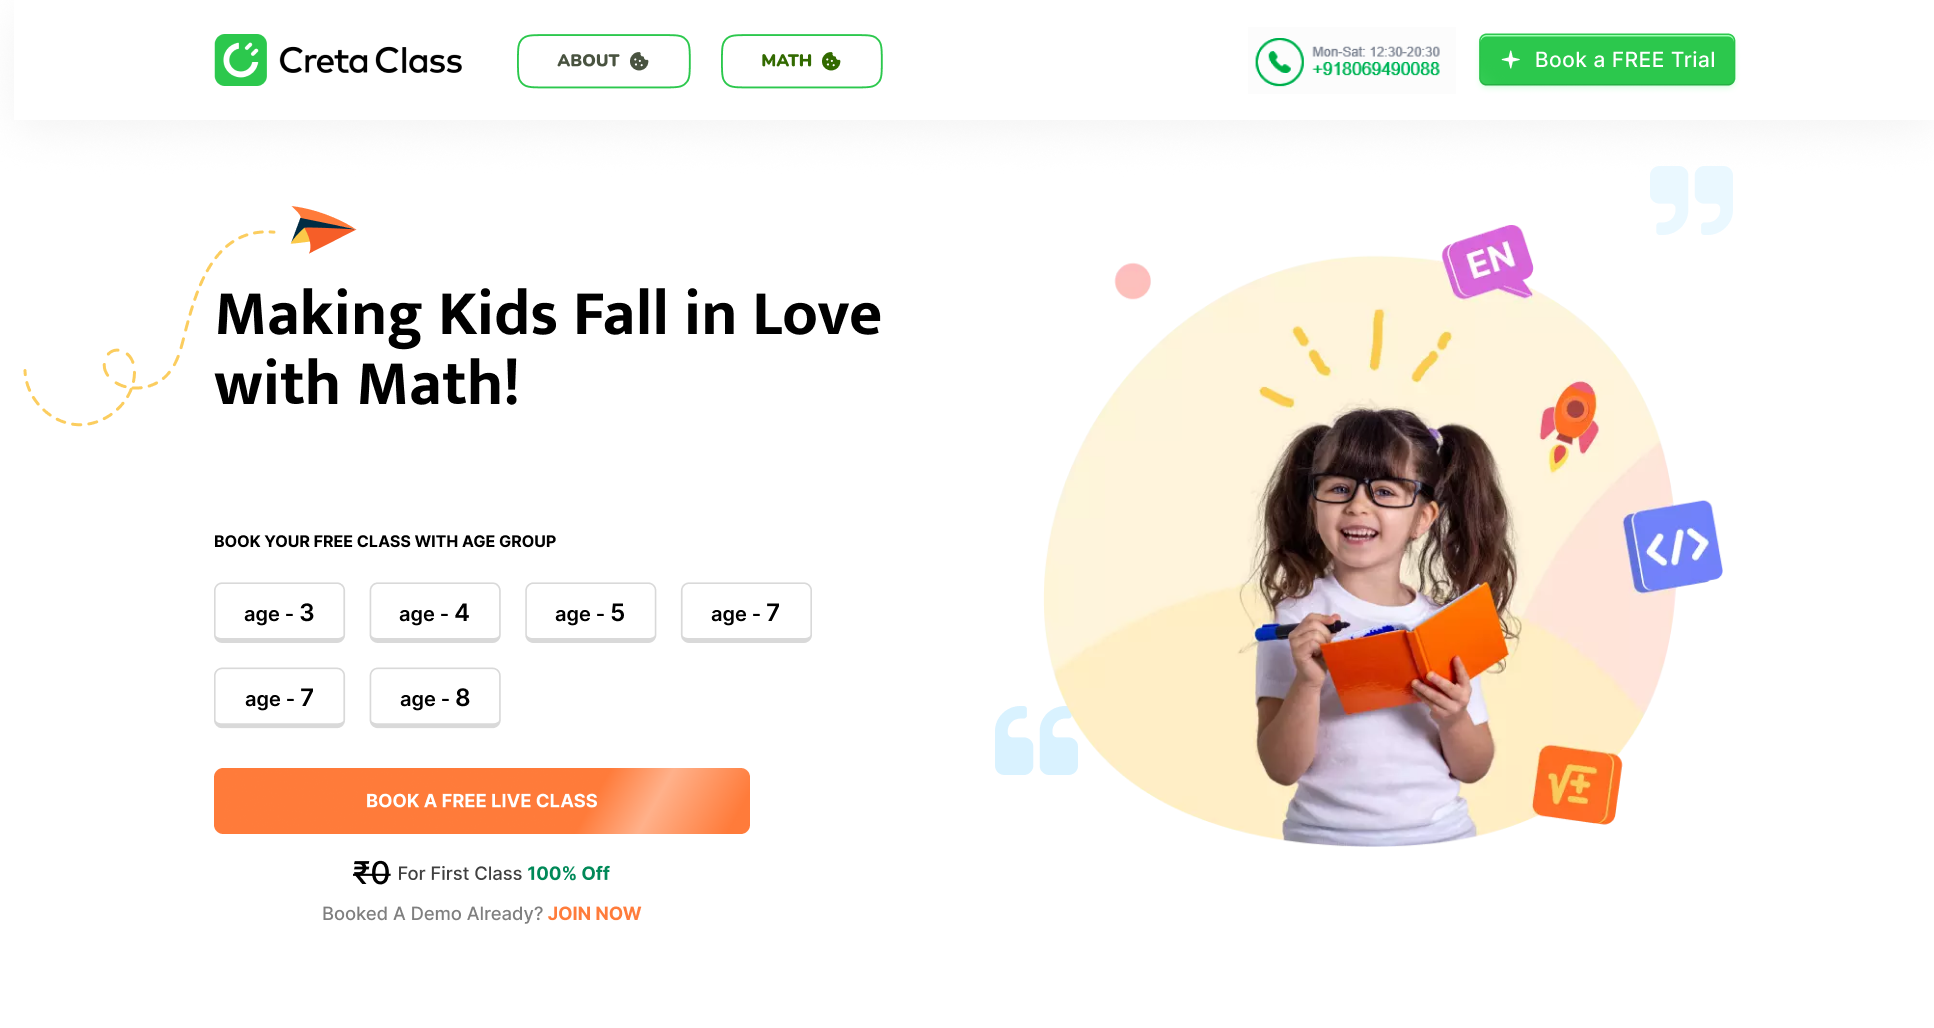 Creta Class
ABOUT
MATH
Mon-Sat: 12:30-20:30
+918069490088
Book a FREE Trial
EN
Making Kids Fall in Love
with Math!
BOOK YOUR FREE CLASS WITH AGE GROUP
age - 3
age - 4
age - 5
age - 7
age - 7
age - 8
</>
√±
BOOK A FREE LIVE CLASS
₹0 For First Class 100% Off
Booked A Demo Already? JOIN NOW